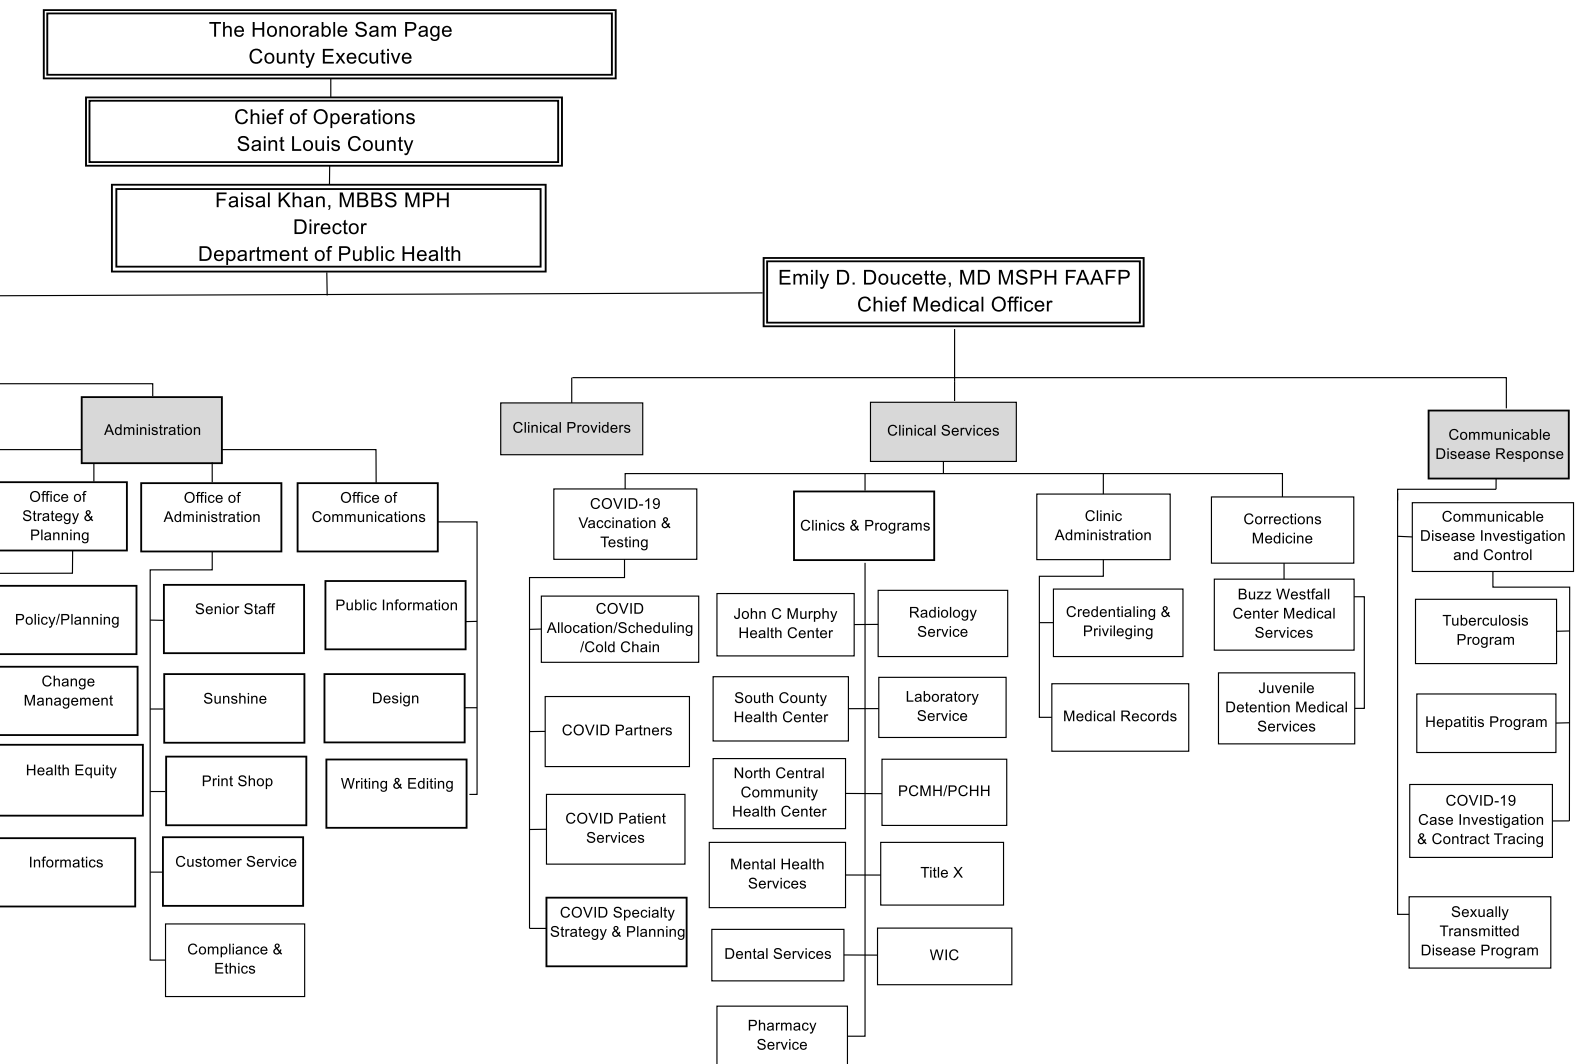 The Honorable Sam Page
County Executive
Chief of Operations
Saint Louis County
Faisal Khan, MBBS MPH
Director
Department of Public Health
Emily D. Doucette, MD MSPH FAAFP
Chief Medical Officer
Administration
Clinical Providers
Clinical Services
Communicable
Disease Response
Office of
Strategy &
Planning
Office of
Administration
Office of
Communications
COVID-19
Vaccination &
Testing
Clinics & Programs
Clinic
Administration
Corrections
Medicine
Communicable
Disease Investigation
and Control
Policy/Planning
Change
Management
Health Equity
Informatics
Senior Staff
Sunshine
Print Shop
Customer Service
Compliance &
Ethics
Public Information
Design
Writing & Editing
COVID
Allocation/Scheduling
/Cold Chain
COVID Partners
COVID Patient
Services
COVID Specialty
Strategy & Planning
John C Murphy
Health Center
South County
Health Center
North Central
Community
Health Center
Mental Health
Services
Dental Services
Pharmacy
Service
Radiology
Service
Laboratory
Service
PCMH/PCHH
Title X
WIC
Credentialing &
Privileging
Medical Records
Buzz Westfall
Center Medical
Services
Juvenile
Detention Medical
Services
Tuberculosis
Program
Hepatitis Program
COVID-19
Case Investigation
& Contract Tracing
Sexually
Transmitted
Disease Program